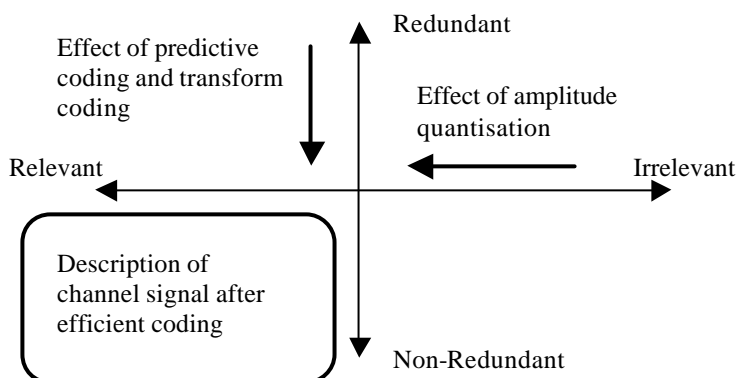 Redundant
Effect of predictive
coding and transform
coding
Effect of amplitude
quantisation
Relevant
Irrelevant
Description of
channel signal after
efficient coding
Non-Redundant